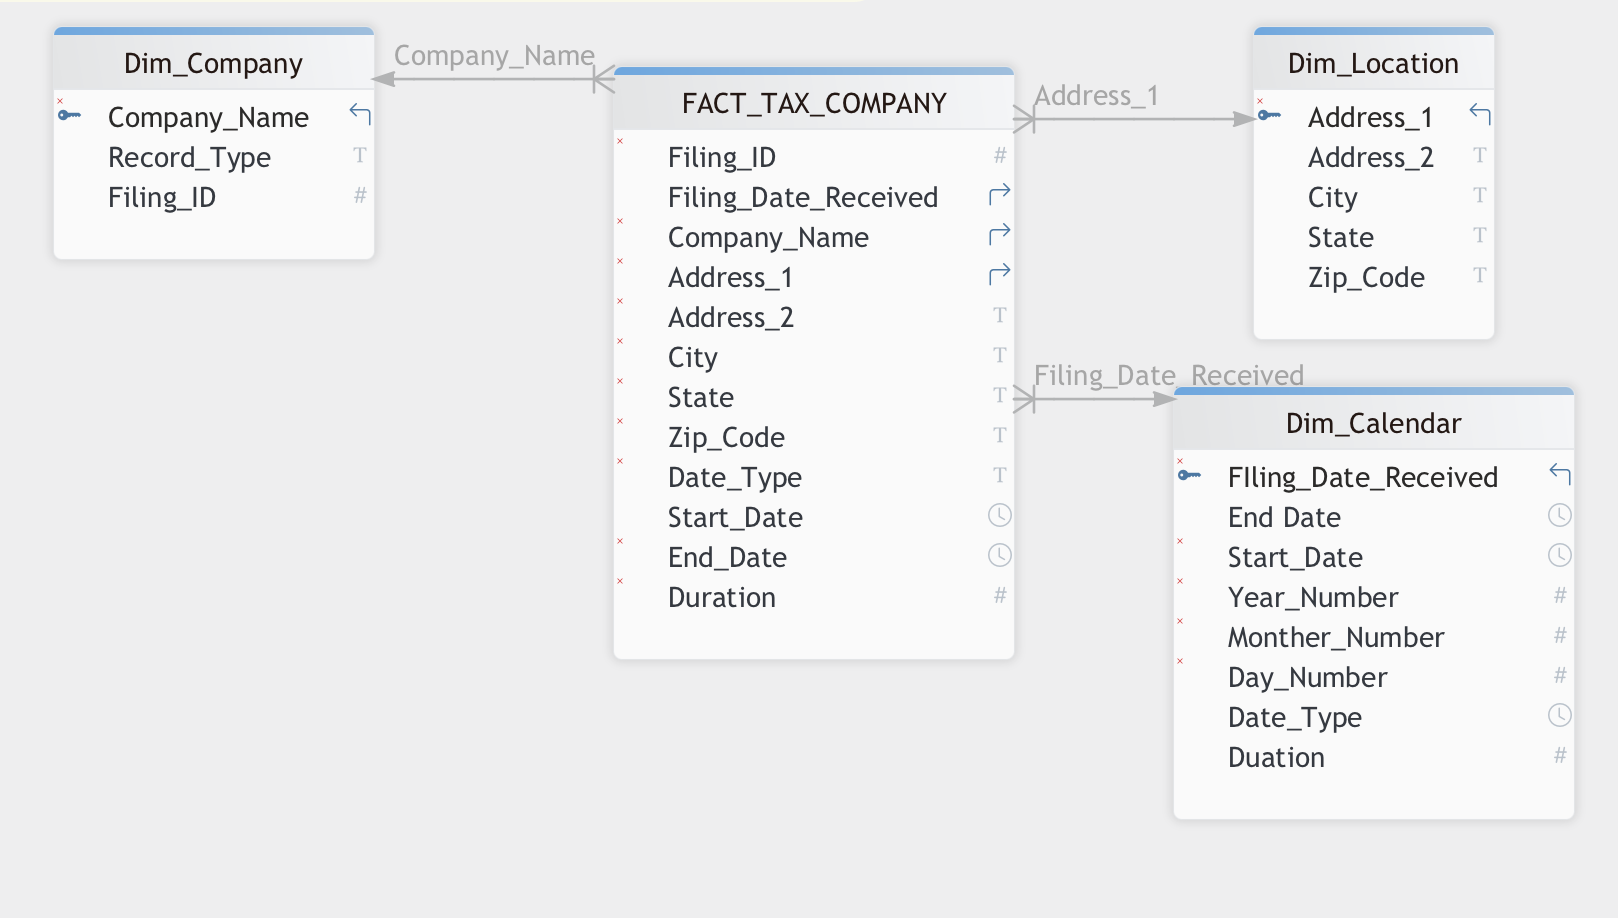 Dim_Company
Company_Name
Record_Type T
Filing_ID #
Company_Name
FACT_TAX_COMPANY
Filing_ID #
Filing_Date_Received
Company_Name
Address_1
Address_2 T
City T
State T
Zip_Code T
Date_Type T
Start_Date
End_Date
Duration #
Address_1
Dim_Location
Address_1
Address_2 T
City T
State T
Zip_Code T
Filing_Date_Received
Dim_Calendar
FIling_Date_Received
End Date
Start_Date
Year_Number #
Monther_Number #
Day_Number #
Date_Type
Duation #